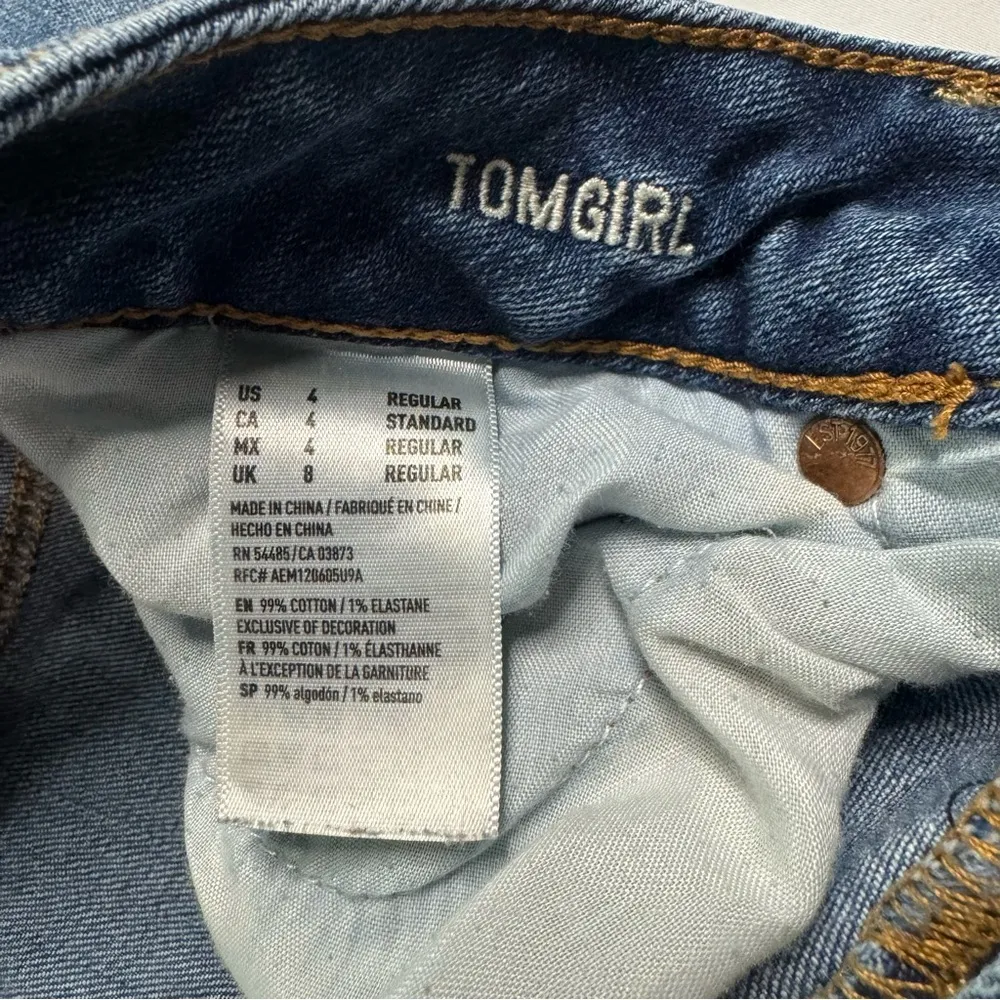 TOMGIRL
US 4 REGULAR
CA 4 STANDARD
MX 4 REGULAR
UK 8 REGULAR
MADE IN CHINA / FABRIQUÉ EN CHINE /
HECHO EN CHINA
RN 54485 / CA 03873
RFC# AEM120605U9A
EN 99% COTTON / 1% ELASTANE
EXCLUSIVE OF DECORATION
FR 99% COTON / 1% ÉLASTHANNE
À L'EXCEPTION DE LA GARNITURE
SP 99% algodón / 1% elastano